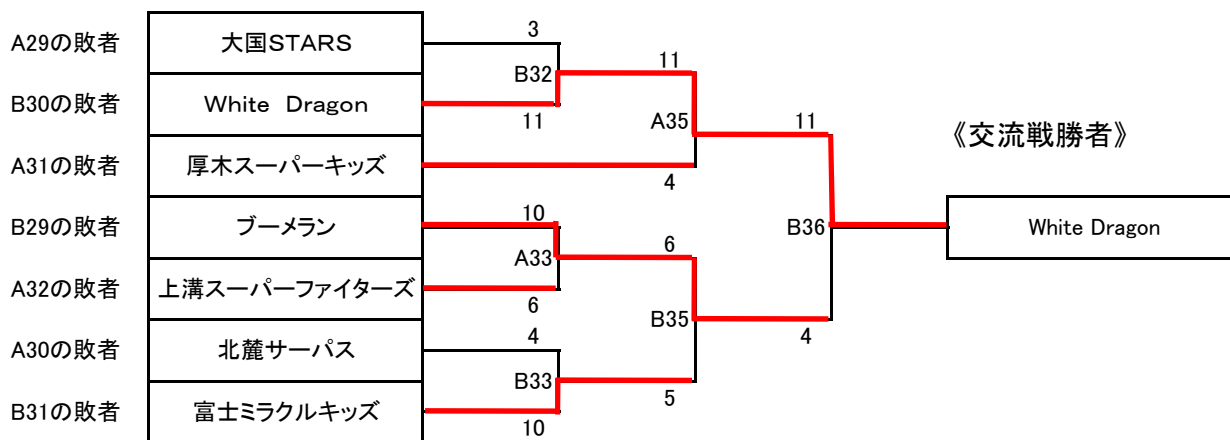 A29の敗者 大国STARS 3
B32 11
B30の敗者 White Dragon 11
A35 11 《交流戦勝者》
A31の敗者 厚木スーパーキッズ 4
B29の敗者 ブーメラン 10 B36 White Dragon
A33 6
A32の敗者 上溝スーパーファイターズ 6
B35 4
A30の敗者 北麓サーパス 4
B33 5
B31の敗者 富士ミラクルキッズ 10